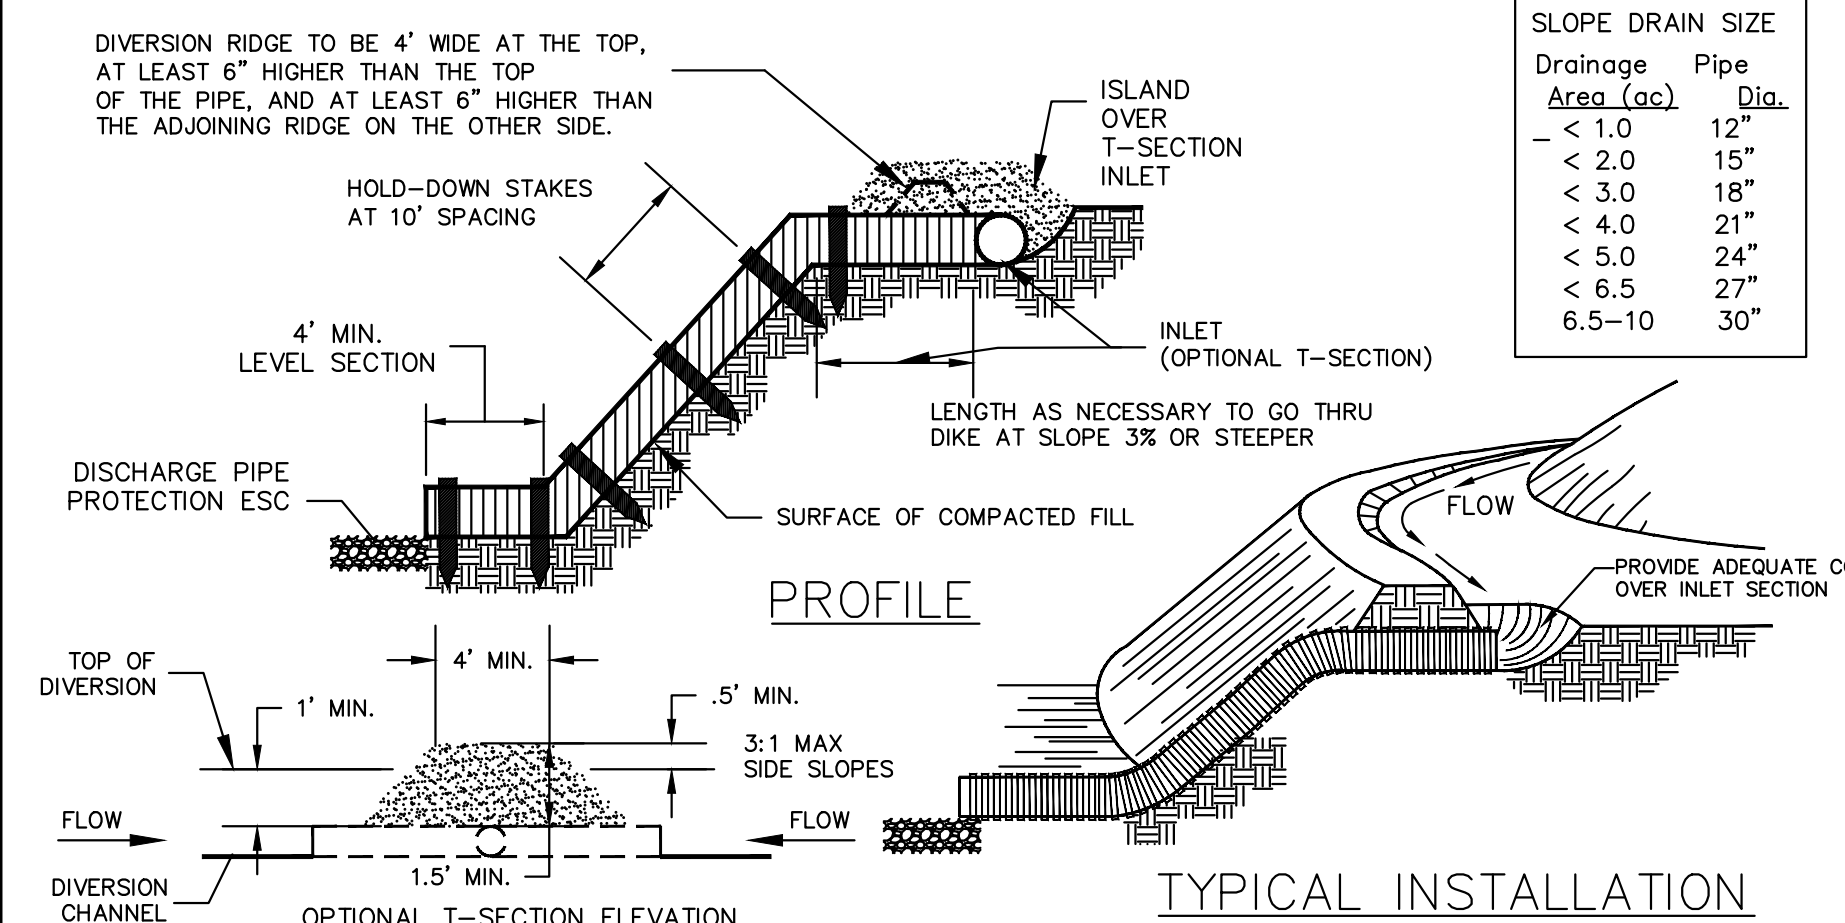 DIVERSION RIDGE TO BE 4' WIDE AT THE TOP,
AT LEAST 6" HIGHER THAN THE TOP
OF THE PIPE, AND AT LEAST 6" HIGHER THAN
THE ADJOINING RIDGE ON THE OTHER SIDE.
ISLAND
OVER
T-SECTION
INLET
SLOPE DRAIN SIZE
Drainage Pipe
Area (ac) Dia.
_ < 1.0 12"
< 2.0 15"
< 3.0 18"
< 4.0 21"
< 5.0 24"
< 6.5 27"
6.5-10 30"
HOLD-DOWN STAKES
AT 10' SPACING
4' MIN.
LEVEL SECTION
INLET
(OPTIONAL T-SECTION)
LENGTH AS NECESSARY TO GO THRU
DIKE AT SLOPE 3% OR STEEPER
DISCHARGE PIPE
PROTECTION ESC
SURFACE OF COMPACTED FILL
FLOW
PROVIDE ADEQUATE
OVER INLET SECTION
PROFILE
TOP OF
DIVERSION
4' MIN.
1' MIN.
.5' MIN.
3:1 MAX
SIDE SLOPES
FLOW
FLOW
1.5' MIN.
DIVERSION
CHANNEL
OPTIONAL T-SECTION ELEVATION
TYPICAL INSTALLATION